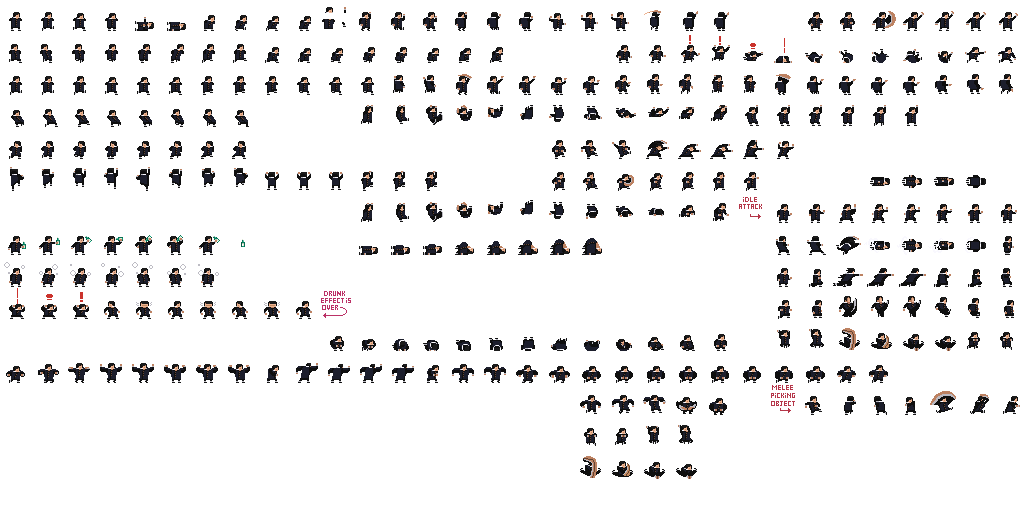 iDLE
ATTACK
DRUNK
EFFECT iS
OVER
MELEE
PiCKiNG
OBJECT